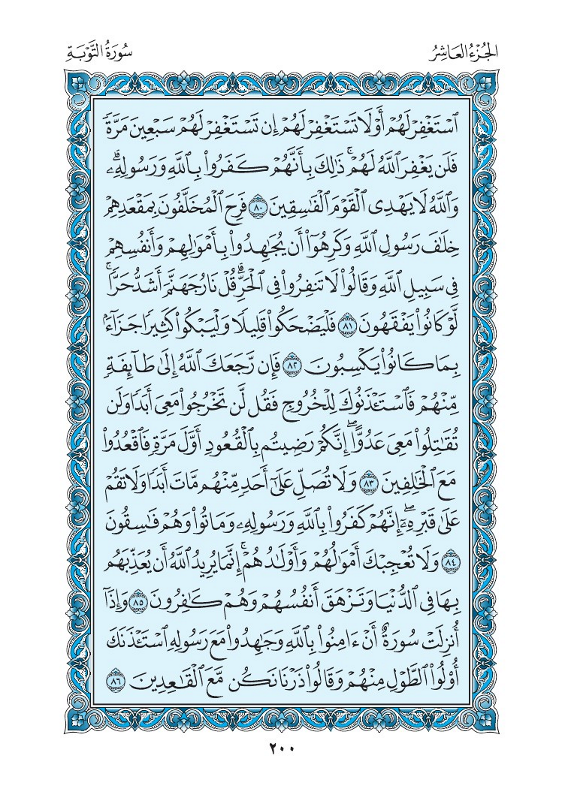 الجُزْءُ العَاشِرُ
سُورَةُ التَّوْبَةِ
ٱسْتَغْفِرْ لَهُمْ أَوْ لَا تَسْتَغْفِرْ لَهُمْ إِن تَسْتَغْفِرْ لَهُمْ سَبْعِينَ مَرَّةً
فَلَن يَغْفِرَ ٱللَّهُ لَهُمْ ۚ ذَٰلِكَ بِأَنَّهُمْ كَفَرُوا۟ بِٱللَّهِ وَرَسُولِهِۦ ۗ
وَٱللَّهُ لَا يَهْدِى ٱلْقَوْمَ ٱلْفَٰسِقِينَ ٨٠ فَرِحَ ٱلْمُخَلَّفُونَ بِمَقْعَدِهِمْ
خِلَٰفَ رَسُولِ ٱللَّهِ وَكَرِهُوٓا۟ أَن يُجَٰهِدُوا۟ بِأَمْوَٰلِهِمْ وَأَنفُسِهِمْ
فِى سَبِيلِ ٱللَّهِ وَقَالُوا۟ لَا تَنفِرُوا۟ فِى ٱلْحَرِّ ۗ قُلْ نَارُ جَهَنَّمَ أَشَدُّ حَرًّا ۚ
لَّوْ كَانُوا۟ يَفْقَهُونَ ٨١ فَلْيَضْحَكُوا۟ قَلِيلًا وَلْيَبْكُوا۟ كَثِيرًا جَزَآءًۢ
بِمَا كَانُوا۟ يَكْسِبُونَ ٨٢ فَإِن رَّجَعَكَ ٱللَّهُ إِلَىٰ طَآئِفَةٍ
مِّنْهُمْ فَٱسْتَـْٔذَنُوكَ لِلْخُرُوجِ فَقُل لَّن تَخْرُجُوا۟ مَعِىَ أَبَدًا وَلَن
تُقَٰتِلُوا۟ مَعِىَ عَدُوًّا ۖ إِنَّكُمْ رَضِيتُم بِٱلْقُعُودِ أَوَّلَ مَرَّةٍ فَٱقْعُدُوا۟
مَعَ ٱلْخَٰلِفِينَ ٨٣ وَلَا تُصَلِّ عَلَىٰٓ أَحَدٍ مِّنْهُم مَّاتَ أَبَدًا وَلَا تَقُمْ
عَلَىٰ قَبْرِهِۦٓ ۖ إِنَّهُمْ كَفَرُوا۟ بِٱللَّهِ وَرَسُولِهِۦ وَمَاتُوا۟ وَهُمْ فَٰسِقُونَ
٨٤ وَلَا تُعْجِبْكَ أَمْوَٰلُهُمْ وَأَوْلَٰدُهُمْ ۚ إِنَّمَا يُرِيدُ ٱللَّهُ أَن يُعَذِّبَهُم
بِهَا فِى ٱلدُّنْيَا وَتَزْهَقَ أَنفُسُهُمْ وَهُمْ كَٰفِرُونَ ٨٥ وَإِذَآ
أُنزِلَتْ سُورَةٌ أَنْ ءَامِنُوا۟ بِٱللَّهِ وَجَٰهِدُوا۟ مَعَ رَسُولِهِ ٱسْتَـْٔذَنَكَ
أُو۟لُوا۟ ٱلطَّوْلِ مِنْهُمْ وَقَالُوا۟ ذَرْنَا نَكُن مَّعَ ٱلْقَٰعِدِينَ ٨٦
٢٠٠